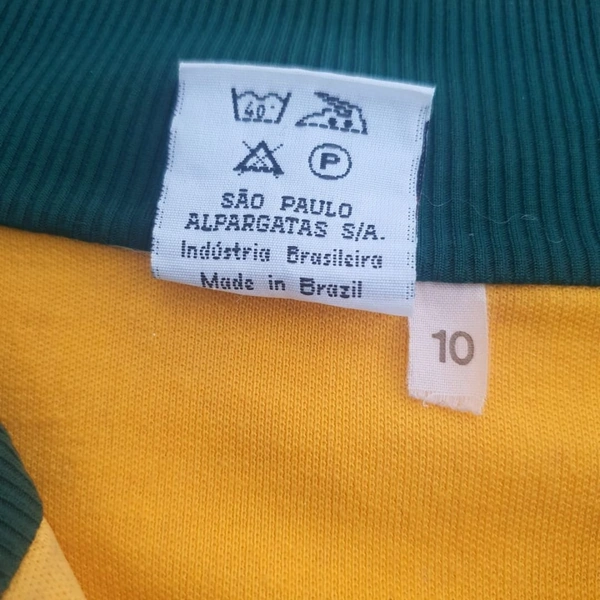 40°
P
SÃO PAULO
ALPARGATAS S/A.
Indústria Brasileira
Made in Brazil
10